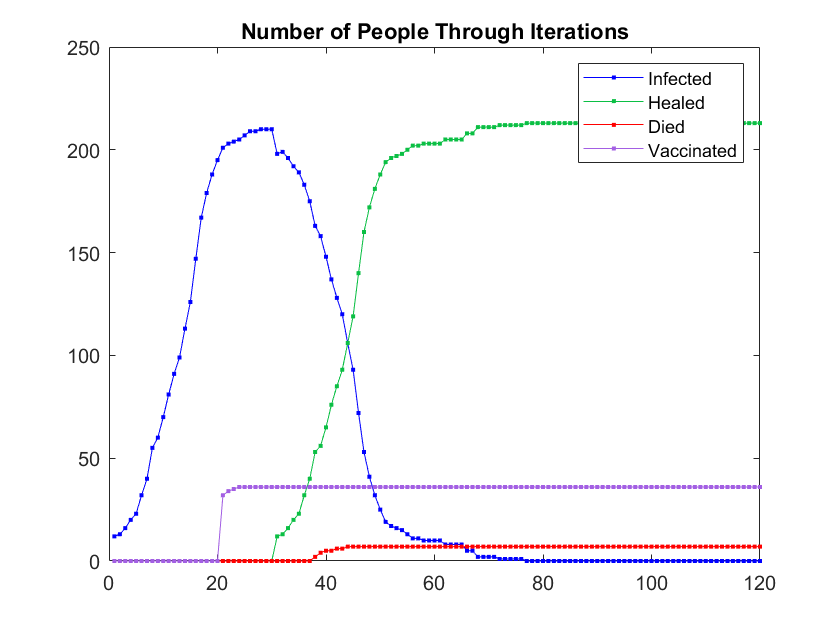 Number of People Through Iterations
250
200
150
100
50
0
0 20 40 60 80 100 120
Infected
Healed
Died
Vaccinated